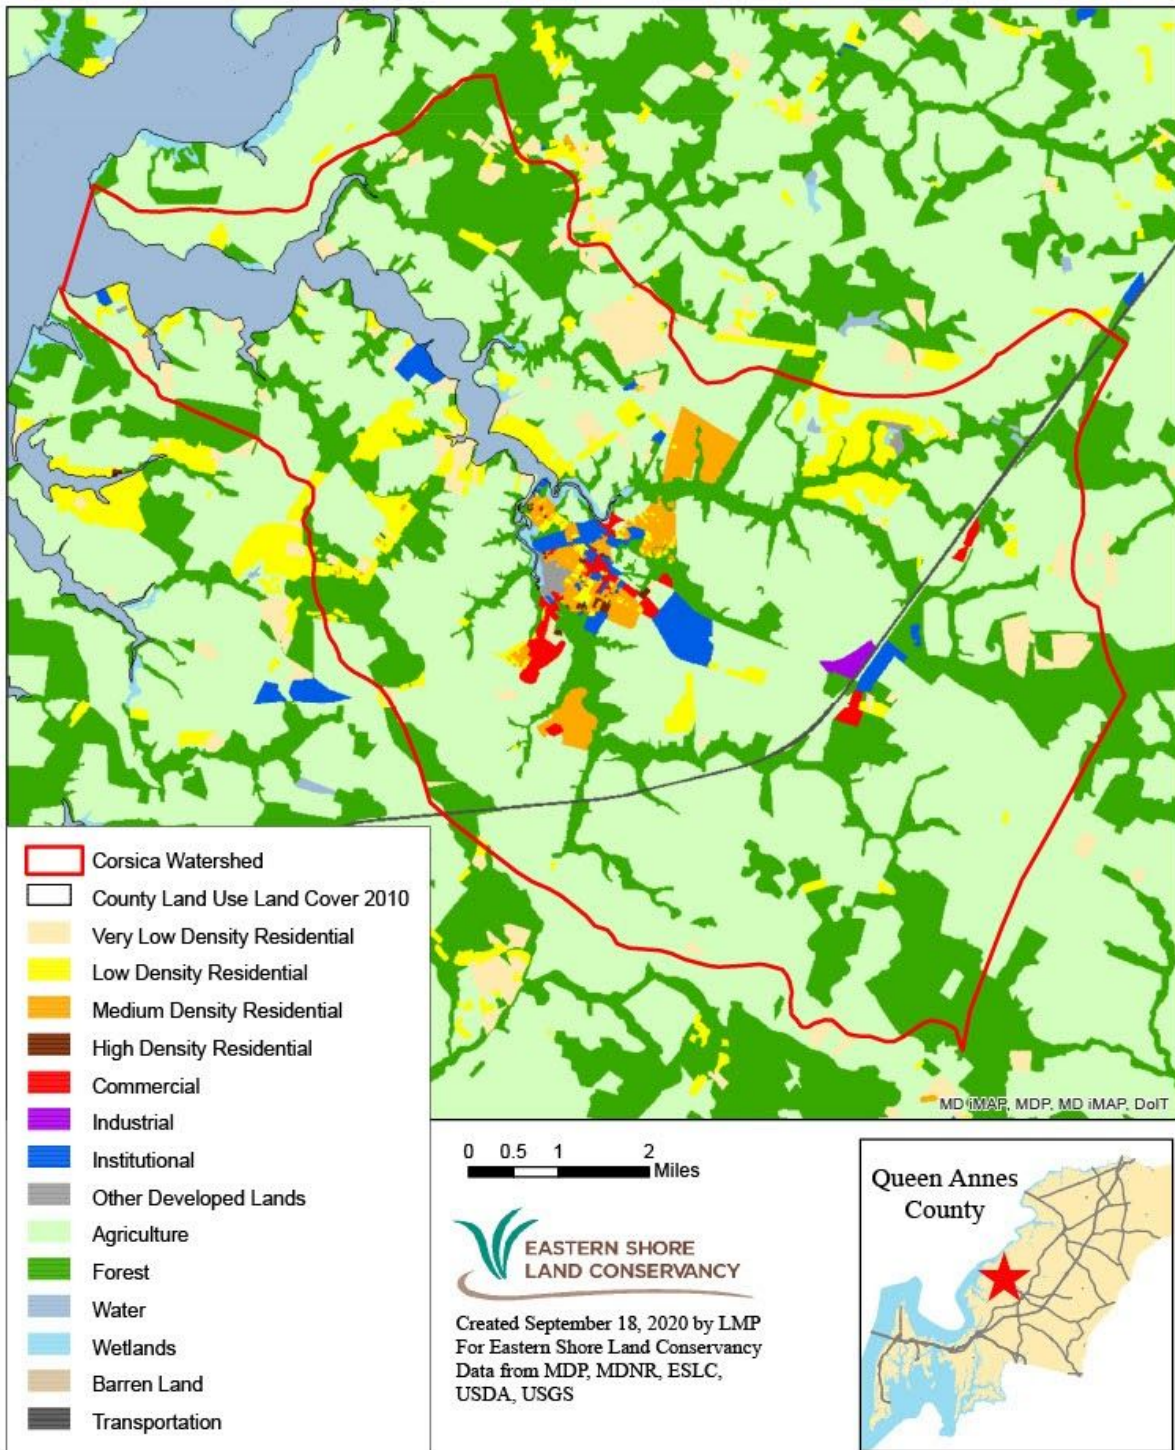 MD iMAP, MDP, MD iMAP, DoIT
Corsica Watershed
County Land Use Land Cover 2010
Very Low Density Residential
Low Density Residential
Medium Density Residential
High Density Residential
Commercial
Industrial
Institutional
Other Developed Lands
Agriculture
Forest
Water
Wetlands
Barren Land
Transportation
0 0.5 1 2
Miles
EASTERN SHORE
LAND CONSERVANCY
Created September 18, 2020 by LMP
For Eastern Shore Land Conservancy
Data from MDP, MDNR, ESLC,
USDA, USGS
Queen Annes
County